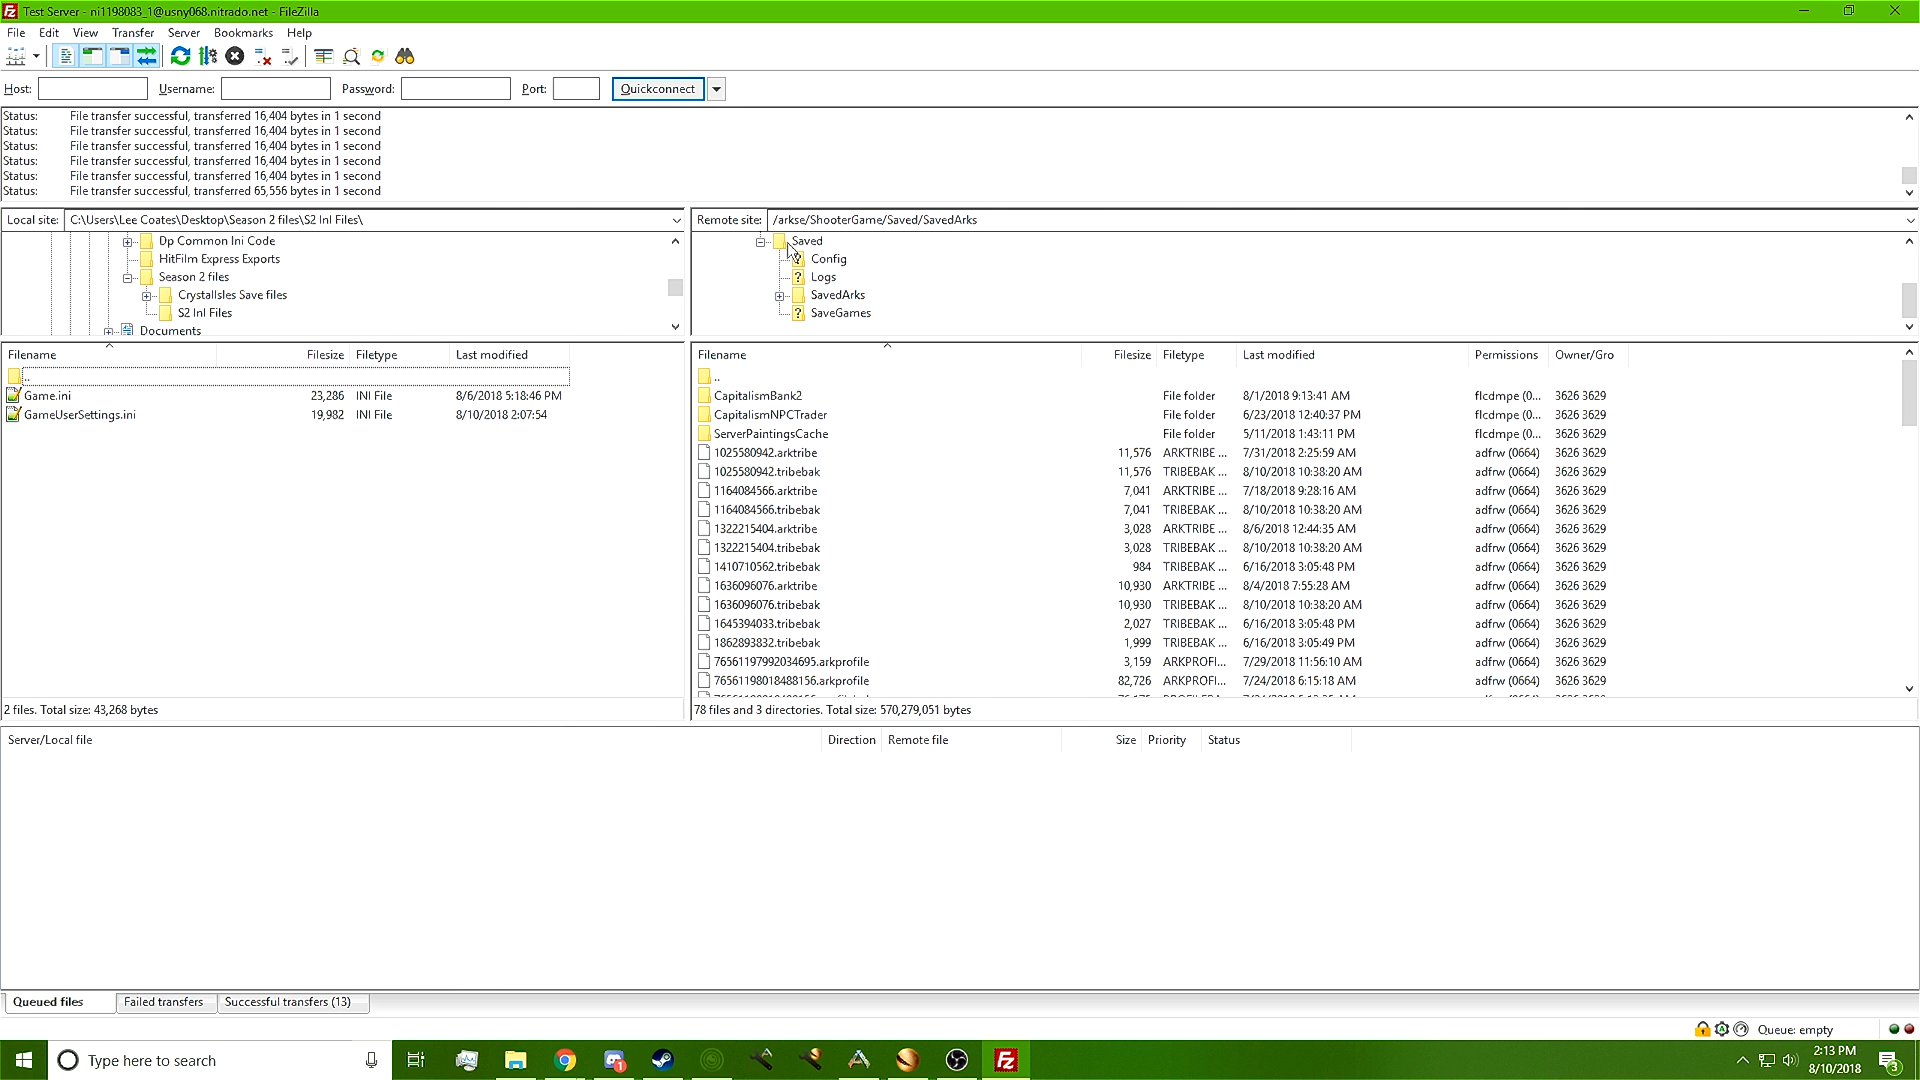 Test Server - ni1198083_1@usny068.nitrado.net - FileZilla
File Edit View Transfer Server Bookmarks Help
Host: Username: Password: Port: Quickconnect
Status: File transfer successful, transferred 16,404 bytes in 1 second
Status: File transfer successful, transferred 16,404 bytes in 1 second
Status: File transfer successful, transferred 16,404 bytes in 1 second
Status: File transfer successful, transferred 16,404 bytes in 1 second
Status: File transfer successful, transferred 16,404 bytes in 1 second
Status: File transfer successful, transferred 65,556 bytes in 1 second
Local site: C:\Users\Lee Coates\Desktop\Season 2 files\S2 InI Files\
Dp Common Ini Code
HitFilm Express Exports
Season 2 files
CrystalIsles Save files
S2 InI Files
Documents
Remote site: /arkse/ShooterGame/Saved/SavedArks
Saved
Config
Logs
SavedArks
SaveGames
Filename Filesize Filetype Last modified
..
Game.ini 23,286 INI File 8/6/2018 5:18:46 PM
GameUserSettings.ini 19,982 INI File 8/10/2018 2:07:54
2 files. Total size: 43,268 bytes
Filename Filesize Filetype Last modified Permissions Owner/Gro
..
CapitalismBank2 File folder 8/1/2018 9:13:41 AM flcdmpe (0... 3626 3629
CapitalismNPCTrader File folder 6/23/2018 12:40:37 PM flcdmpe (0... 3626 3629
ServerPaintingsCache File folder 5/11/2018 1:43:11 PM flcdmpe (0... 3626 3629
1025580942.arktribe 11,576 ARKTRIBE ... 7/31/2018 2:25:59 AM adfrw (0664) 3626 3629
1025580942.tribebak 11,576 TRIBEBAK ... 8/10/2018 10:38:20 AM adfrw (0664) 3626 3629
1164084566.arktribe 7,041 ARKTRIBE ... 7/18/2018 9:28:16 AM adfrw (0664) 3626 3629
1164084566.tribebak 7,041 TRIBEBAK ... 8/10/2018 10:38:20 AM adfrw (0664) 3626 3629
1322215404.arktribe 3,028 ARKTRIBE ... 8/6/2018 12:44:35 AM adfrw (0664) 3626 3629
1322215404.tribebak 3,028 TRIBEBAK ... 8/10/2018 10:38:20 AM adfrw (0664) 3626 3629
1410710562.tribebak 984 TRIBEBAK ... 6/16/2018 3:05:48 PM adfrw (0664) 3626 3629
1636096076.arktribe 10,930 ARKTRIBE ... 8/4/2018 7:55:28 AM adfrw (0664) 3626 3629
1636096076.tribebak 10,930 TRIBEBAK ... 8/10/2018 10:38:20 AM adfrw (0664) 3626 3629
1645394033.tribebak 2,027 TRIBEBAK ... 6/16/2018 3:05:48 PM adfrw (0664) 3626 3629
1862893832.tribebak 1,999 TRIBEBAK ... 6/16/2018 3:05:49 PM adfrw (0664) 3626 3629
76561197992034695.arkprofile 3,159 ARKPROFI... 7/29/2018 11:56:10 AM adfrw (0664) 3626 3629
76561198018488156.arkprofile 82,726 ARKPROFI... 7/24/2018 6:15:18 AM adfrw (0664) 3626 3629
78 files and 3 directories. Total size: 570,279,051 bytes
Server/Local file Direction Remote file Size Priority Status
Queued files Failed transfers Successful transfers (13)
Queue: empty
Type here to search
1
2:13 PM
8/10/2018
3